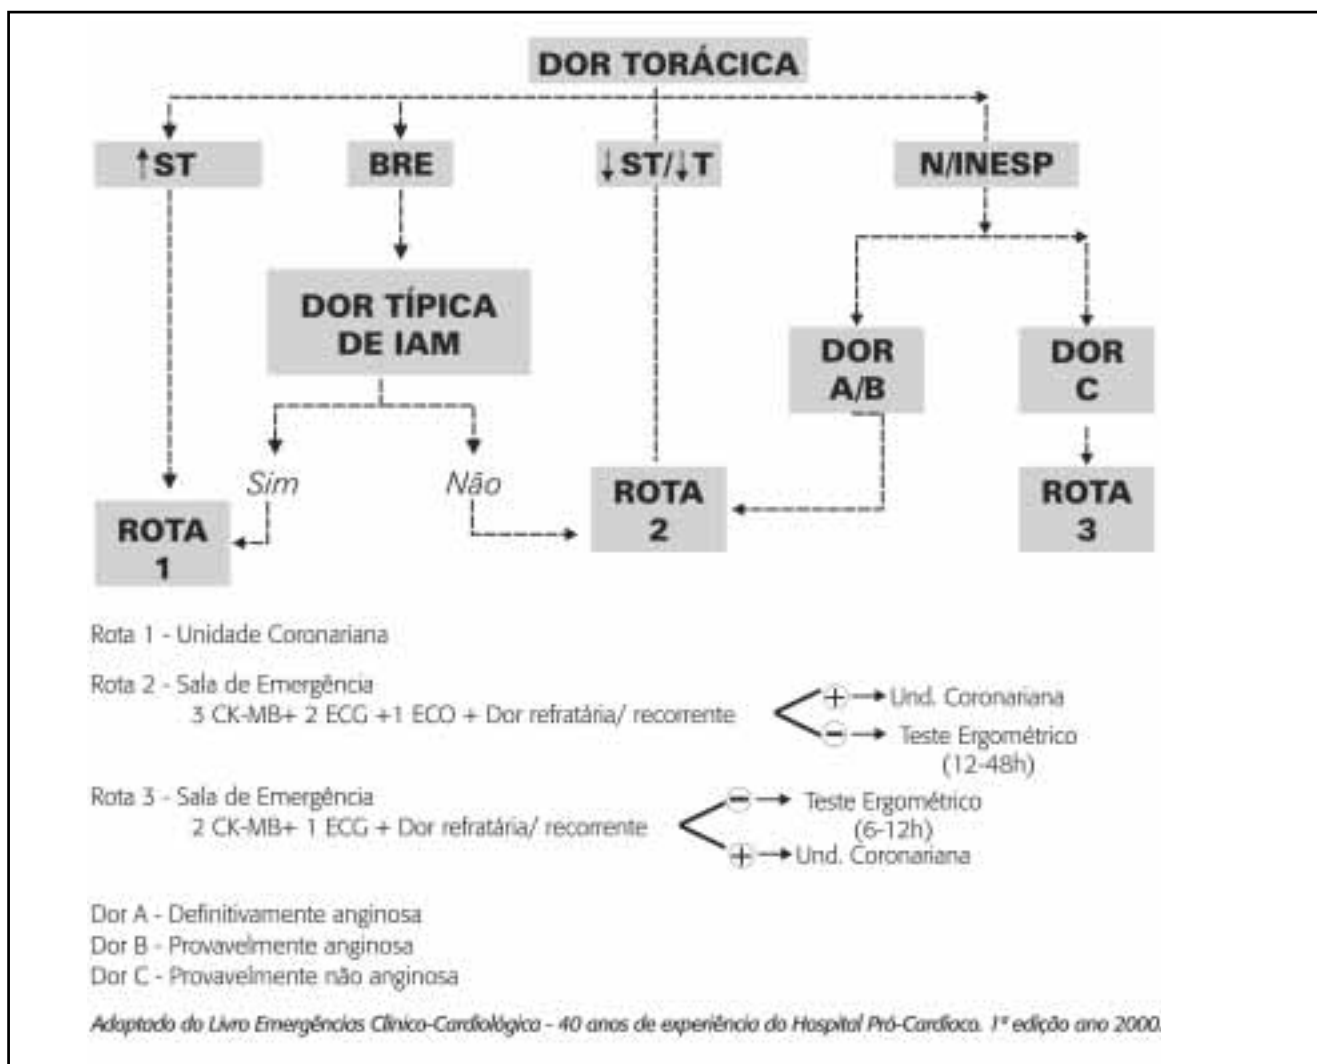 DOR TORÁCICA
↑ST
BRE
↓ST/↓T
N/INESP
DOR TÍPICA
DE IAM
DOR
A/B
DOR
C
Sim
Não
ROTA
1
ROTA
2
ROTA
3
Rota 1 - Unidade Coronariana
Rota 2 - Sala de Emergência
3 CK-MB+ 2 ECG +1 ECO + Dor refratária/ recorrente
+ → Und. Coronariana
- → Teste Ergométrico
(12-48h)
Rota 3 - Sala de Emergência
2 CK-MB+ 1 ECG + Dor refratária/ recorrente
- → Teste Ergométrico
(6-12h)
+ → Und. Coronariana
Dor A - Definitivamente anginosa
Dor B - Provavelmente anginosa
Dor C - Provavelmente não anginosa
Adaptado do Livro Emergências Clínico-Cardiológica - 40 anos de experiência do Hospital Pró-Cardíoco. 1ª edição ano 2000.